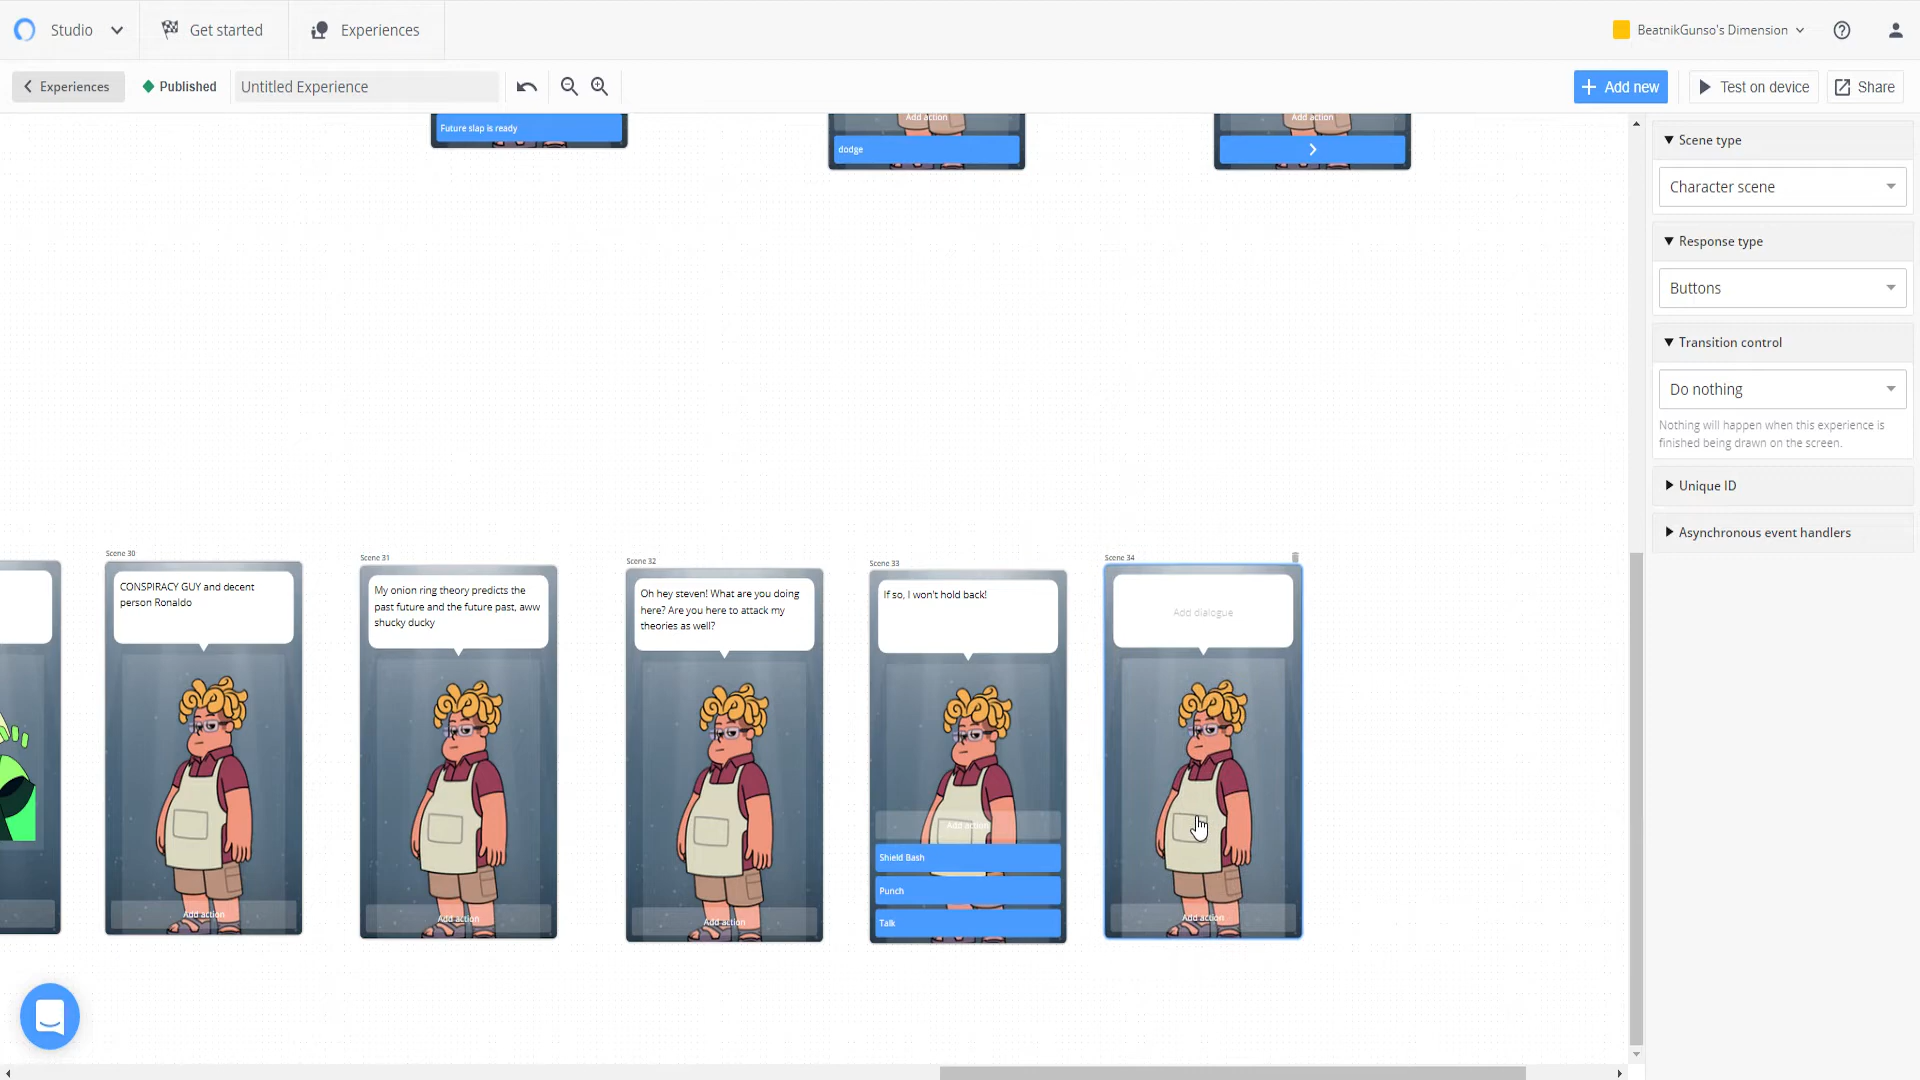 Studio
Get started
Experiences
BeatnikGunso's Dimension
Experiences
Published
Untitled Experience
Add new
Test on device
Share
Future slap is ready
Add action
dodge
Add action
Scene type
Character scene
Response type
Buttons
Transition control
Do nothing
Nothing will happen when this experience is
finished being drawn on the screen.
Unique ID
Asynchronous event handlers
Scene 30
CONSPIRACY GUY and decent
person Ronaldo
Add action
Scene 31
My onion ring theory predicts the
past future and the future past, aww
shucky ducky
Add action
Scene 32
Oh hey steven! What are you doing
here? Are you here to attack my
theories as well?
Add action
Scene 33
If so, I won't hold back!
Add action
Shield Bash
Punch
Talk
Scene 34
Add dialogue
Add action